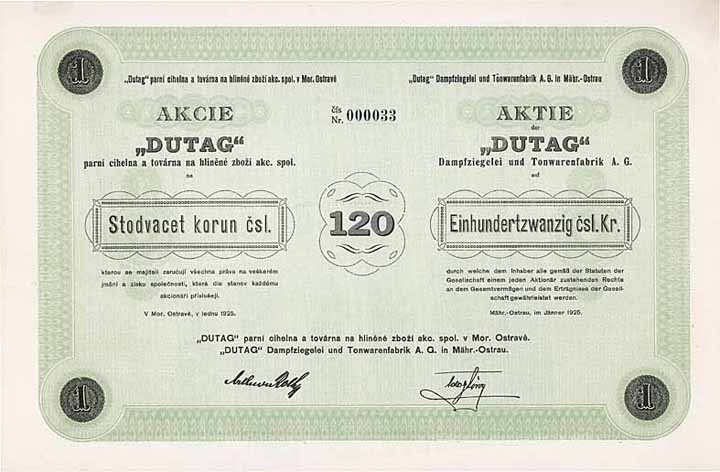 1
1
„Dutag" parní cihelna a továrna na hliněné zboží akc. spol. v Mor. Ostravě
„Dutag" Dampfziegelei und Tonwarenfabrik A. G. in Mähr.-Ostrau
AKCIE
„DUTAG"
parní cihelna a továrna na hliněné zboží akc. spol.
na
Stodvacet korun čsl.
kterou se majiteli zaručují všechna práva na veškerém
jmění a zisku společnosti, která dle stanov každému
akcionáři příslušejí.
V Mor. Ostravě, v lednu 1925.
čís
Nr. 000033
120
AKTIE
der
„DUTAG"
Dampfziegelei und Tonwarenfabrik A. G.
auf
Einhundertzwanzig čsl. Kr.
durch welche dem Inhaber alle gemäß der Statuten der
Gesellschaft einem jeden Aktionär zustehenden Rechte
an dem Gesamtvermögen und dem Erträgnisse der Gesell-
schaft gewährleistet werden.
Mähr.-Ostrau, im Jänner 1925.
„DUTAG" parní cihelna a továrna na hliněné zboží akc. spol. v Mor. Ostravě.
„DUTAG" Dampfziegelei und Tonwarenfabrik A. G. in Mähr.-Ostrau.
1
1